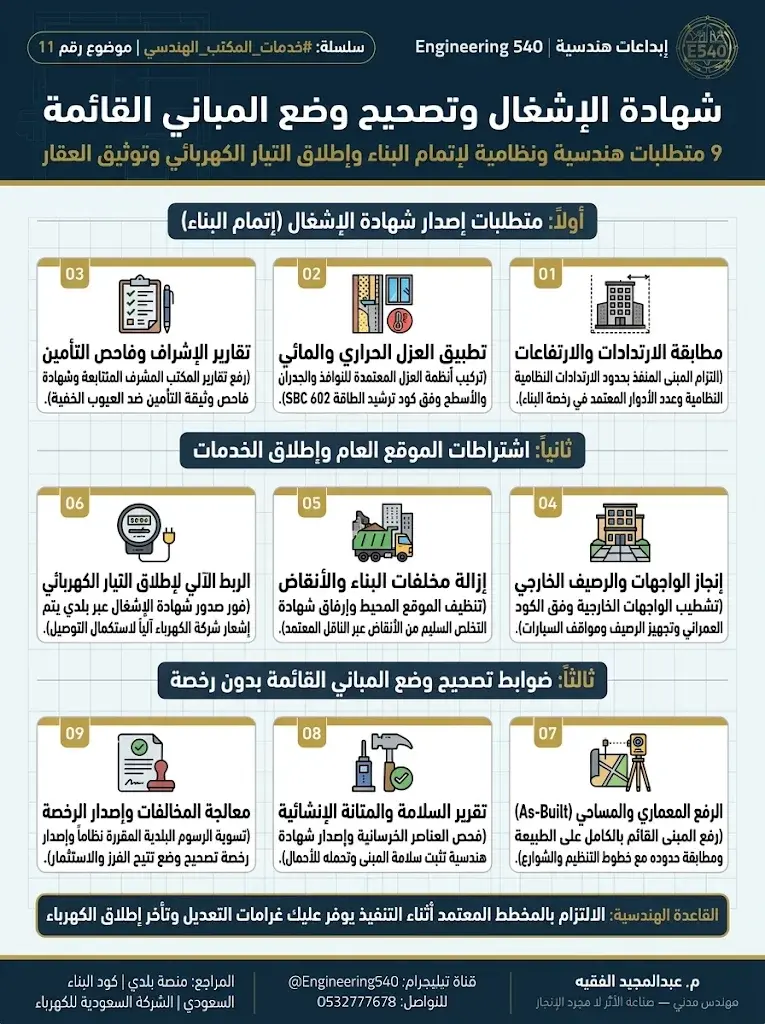 إبداعات هندسية | Engineering 540
E540
سلسلة: #خدمات_المكتب_الهندسي | موضوع رقم 11
شهادة الإشغال وتصحيح وضع المباني القائمة
9 متطلبات هندسية ونظامية لإتمام البناء وإطلاق التيار الكهربائي وتوثيق العقار
أولاً: متطلبات إصدار شهادة الإشغال (إتمام البناء)
01
مطابقة الارتدادات والارتفاعات
(التزام المبنى المنفذ بحدود الارتدادات النظامية
النظامية وعدد الأدوار المعتمد في رخصة البناء).
02
تطبيق العزل الحراري والمائي
(تركيب أنظمة العزل المعتمدة للنوافذ والجدران
والأسطح وفق كود ترشيد الطاقة SBC 602).
03
تقارير الإشراف وفاحص التأمين
(رفع تقارير المكتب المشرف المتتابعة وشهادة
فاحص وثيقة التأمين ضد العيوب الخفية).
ثانياً: اشتراطات الموقع العام وإطلاق الخدمات
04
إنجاز الواجهات والرصيف الخارجي
(تشطيب الواجهات الخارجية وفق الكود
العمراني وتجهيز الرصيف ومواقف السيارات).
05
إزالة مخلفات البناء والأنقاض
(تنظيف الموقع المحيط وإرفاق شهادة
التخلص السليم من الأنقاض عبر الناقل المعتمد).
06
الربط الآلي لإطلاق التيار الكهربائي
(فور صدور شهادة الإشغال عبر بلدي يتم
إشعار شركة الكهرباء آلياً لاستكمال التوصيل).
ثالثاً: ضوابط تصحيح وضع المباني القائمة بدون رخصة
07
الرفع المعماري والمساحي (As-Built)
(رفع المبنى القائم بالكامل على الطبيعة
ومطابقة حدوده مع خطوط التنظيم والشوارع).
08
تقرير السلامة والمتانة الإنشائية
(فحص العناصر الخرسانية وإصدار شهادة
هندسية تثبت سلامة المبنى وتحمله للأحمال).
09
معالجة المخالفات وإصدار الرخصة
(تسوية الرسوم البلدية المقررة نظاماً وإصدار
رخصة تصحيح وضع تتيح الفرز والاستثمار).
القاعدة الهندسية: الالتزام بالمخطط المعتمد أثناء التنفيذ يوفر عليك غرامات التعديل وتأخر إطلاق الكهرباء
م. عبدالمجيد الفقيه
مهندس مدني — صناعة الأثر لا مجرد الإنجاز
قناة تيليجرام: Engineering540@
للتواصل: 0532777678
المراجع: منصة بلدي | كود البناء
السعودي | الشركة السعودية للكهرباء